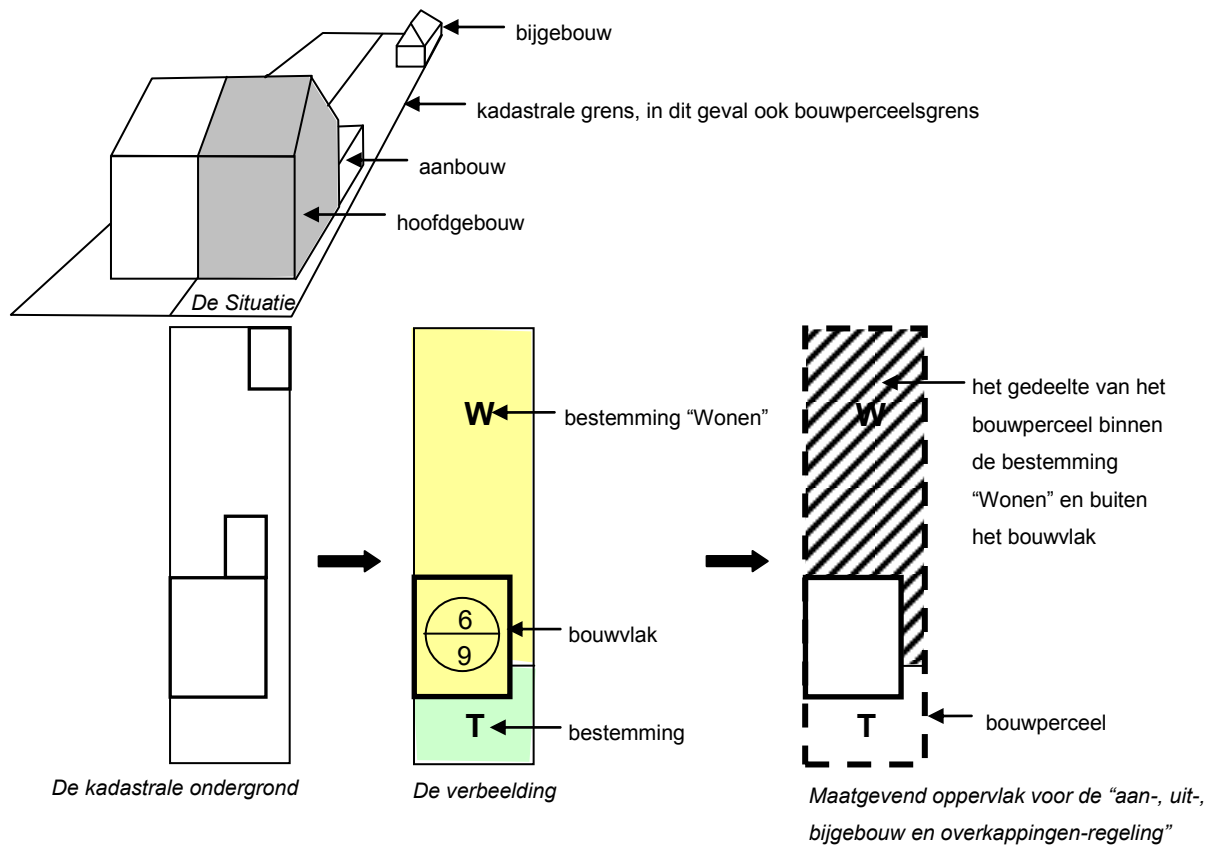 bijgebouw
kadastrale grens, in dit geval ook bouwperceelsgrens
aanbouw
hoofdgebouw
De Situatie
W
bestemming “Wonen”
6
9
bouwvlak
T
bestemming
W
het gedeelte van het
bouwperceel binnen
de bestemming
“Wonen” en buiten
het bouwvlak
T
bouwperceel
De kadastrale ondergrond
De verbeelding
Maatgevend oppervlak voor de “aan-, uit-,
bijgebouw en overkappingen-regeling”